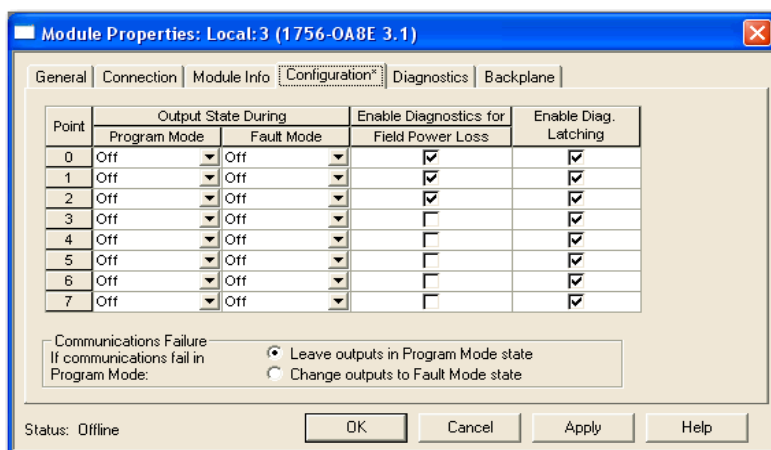 Module Properties: Local:3 (1756-OA8E 3.1)
General Connection Module Info Configuration* Diagnostics Backplane
Point Output State During Enable Diagnostics for Enable Diag. Latching
Program Mode Fault Mode Field Power Loss
0 Off Off
1 Off Off
2 Off Off
3 Off Off
4 Off Off
5 Off Off
6 Off Off
7 Off Off
Communications Failure
If communications fail in Program Mode:
Leave outputs in Program Mode state
Change outputs to Fault Mode state
Status: Offline OK Cancel Apply Help